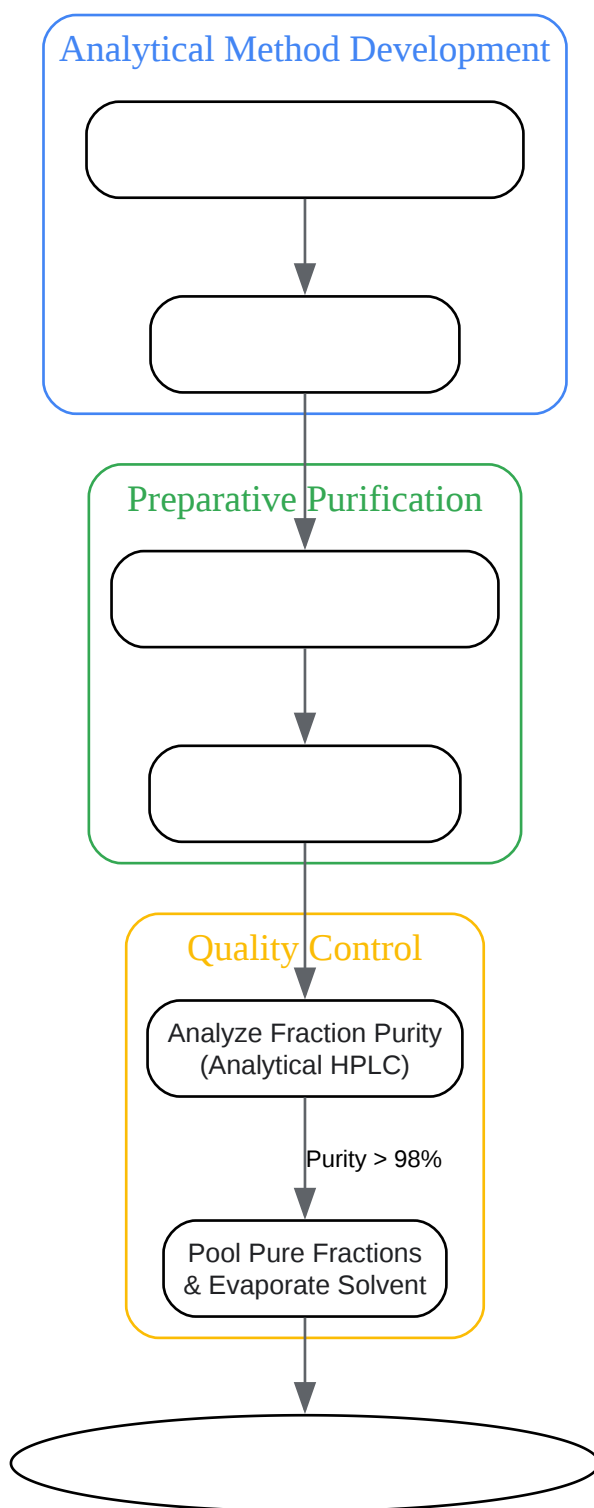 Analytical Method Development
Preparative Purification
Quality Control
Analyze Fraction Purity
(Analytical HPLC)
Purity > 98%
Pool Pure Fractions
& Evaporate Solvent